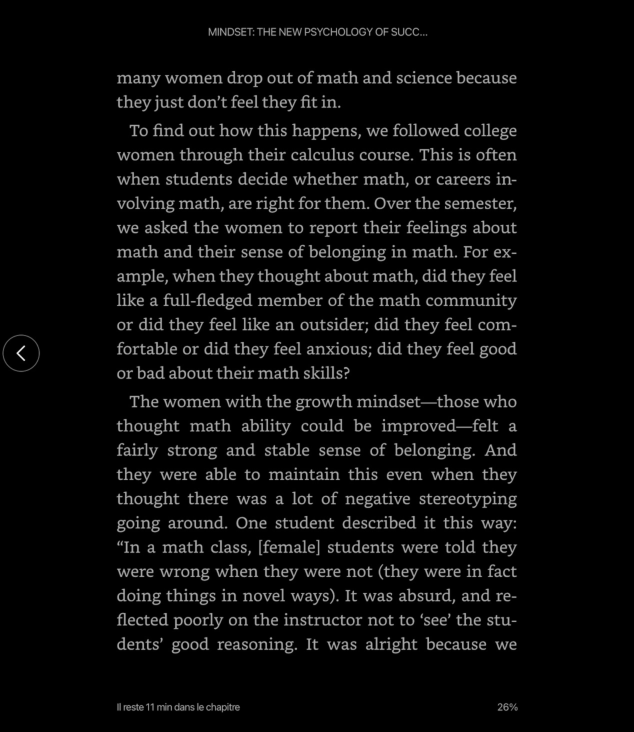 MINDSET: THE NEW PSYCHOLOGY OF SUCC...
many women drop out of math and science because
they just don't feel they fit in.
To find out how this happens, we followed college
women through their calculus course. This is often
when students decide whether math, or careers in-
volving math, are right for them. Over the semester,
we asked the women to report their feelings about
math and their sense of belonging in math. For ex-
ample, when they thought about math, did they feel
like a full-fledged member of the math community
or did they feel like an outsider; did they feel com-
fortable or did they feel anxious; did they feel good
or bad about their math skills?
The women with the growth mindset—those who
thought math ability could be improved—felt a
fairly strong and stable sense of belonging. And
they were able to maintain this even when they
thought there was a lot of negative stereotyping
going around. One student described it this way:
“In a math class, [female] students were told they
were wrong when they were not (they were in fact
doing things in novel ways). It was absurd, and re-
flected poorly on the instructor not to ‘see’ the stu-
dents’ good reasoning. It was alright because we
Il reste 11 min dans le chapitre
26%